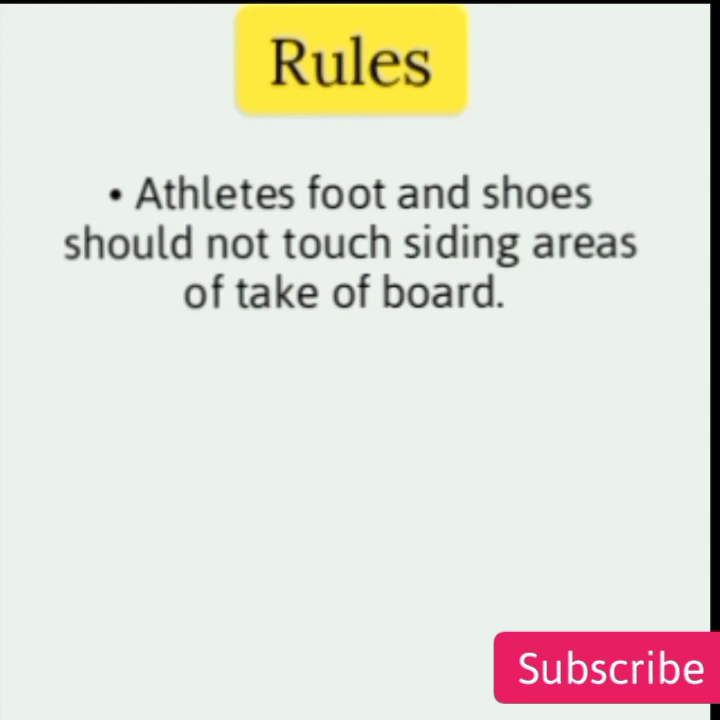 Rules
• Athletes foot and shoes
should not touch siding areas
of take of board.
Subscribe